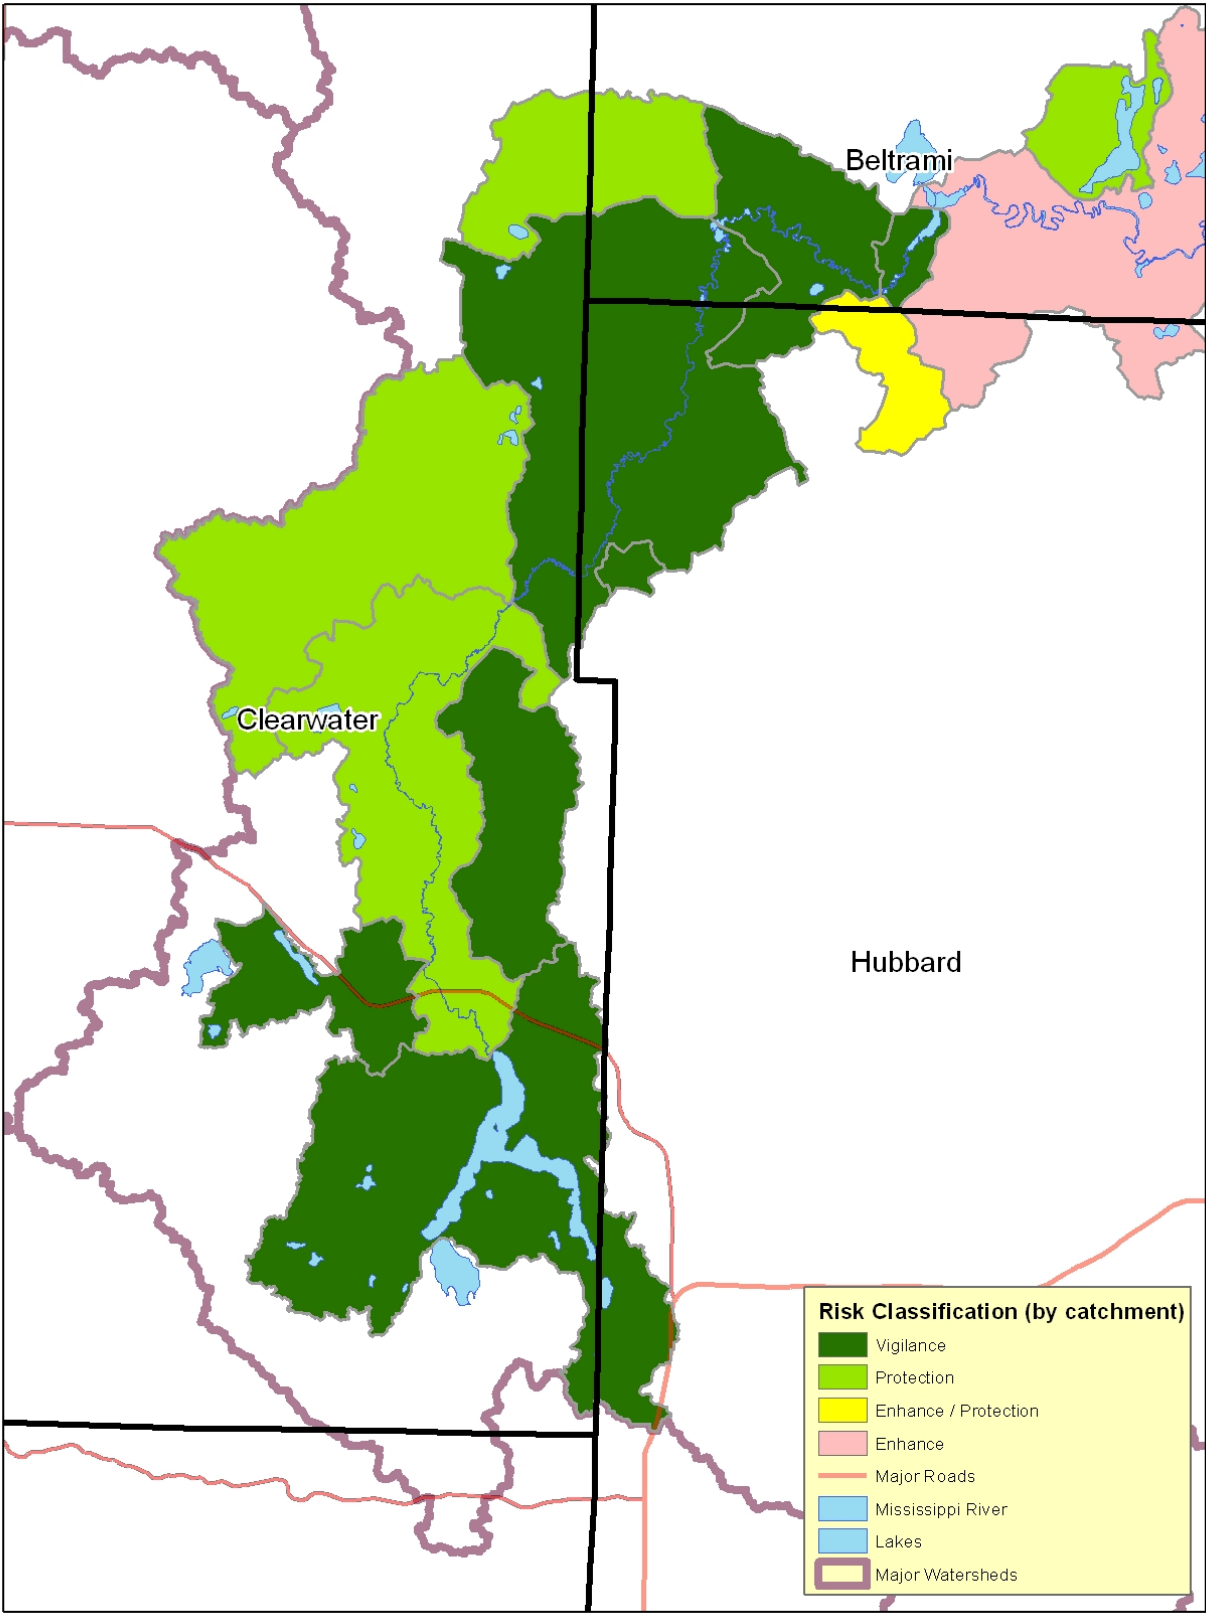 Beltrami
Clearwater
Hubbard
Risk Classification (by catchment)
Vigilance
Protection
Enhance / Protection
Enhance
Major Roads
Mississippi River
Lakes
Major Watersheds